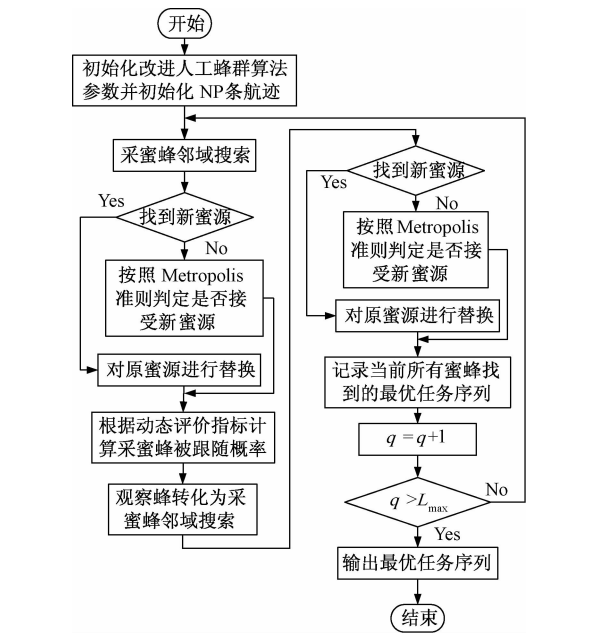 开始
初始化改进人工蜂群算法
参数并初始化 NP条航迹
采蜜蜂邻域搜索
Yes
找到新蜜源
No
按照 Metropolis
准则判定是否接
受新蜜源
对原蜜源进行替换
根据动态评价指标计
算采蜜蜂被跟随概率
观察蜂转化为采
蜜蜂邻域搜索
找到新蜜源
Yes
No
按照 Metropolis
准则判定是否接
受新蜜源
对原蜜源进行替换
记录当前所有蜜蜂找
到的最优任务序列
q =q+1
q >Lmax
No
Yes
输出最优任务序列
结束